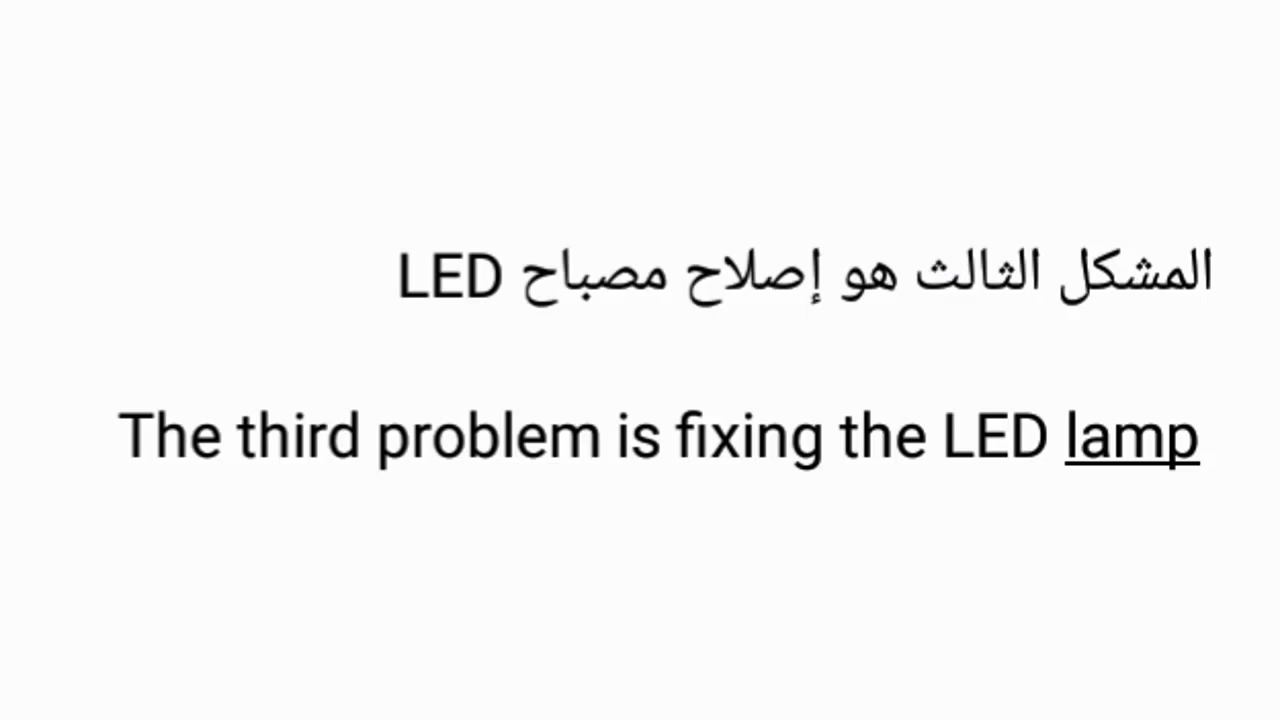 المشكل الثالث هو إصلاح مصباح LED
The third problem is fixing the LED lamp